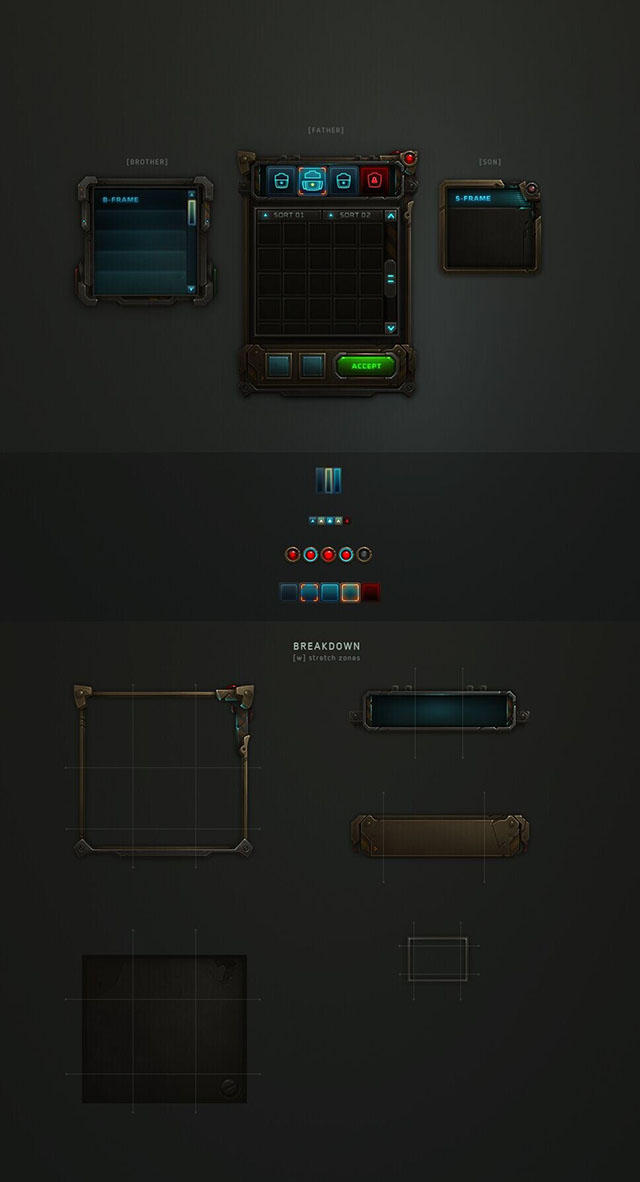 [FATHER]
[BROTHER]
[SON]
B-FRAME
S-FRAME
SORT 01
SORT 02
ACCEPT
BREAKDOWN
[w] stretch zones